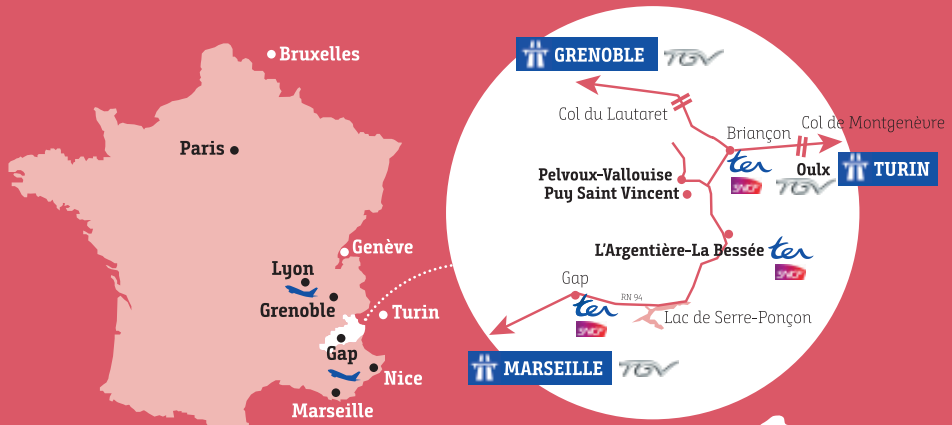 Bruxelles
Paris
Genève
Lyon
Grenoble
Turin
Gap
Nice
Marseille
GRENOBLE TGV
Col du Lautaret
Col de Montgenèvre
Briançon
ter
SNCF
Oulx
TGV
TURIN
Pelvoux-Vallouise
Puy Saint Vincent
L'Argentière-La Bessée ter
SNCF
Gap
ter
SNCF
RN 94
Lac de Serre-Ponçon
MARSEILLE TGV